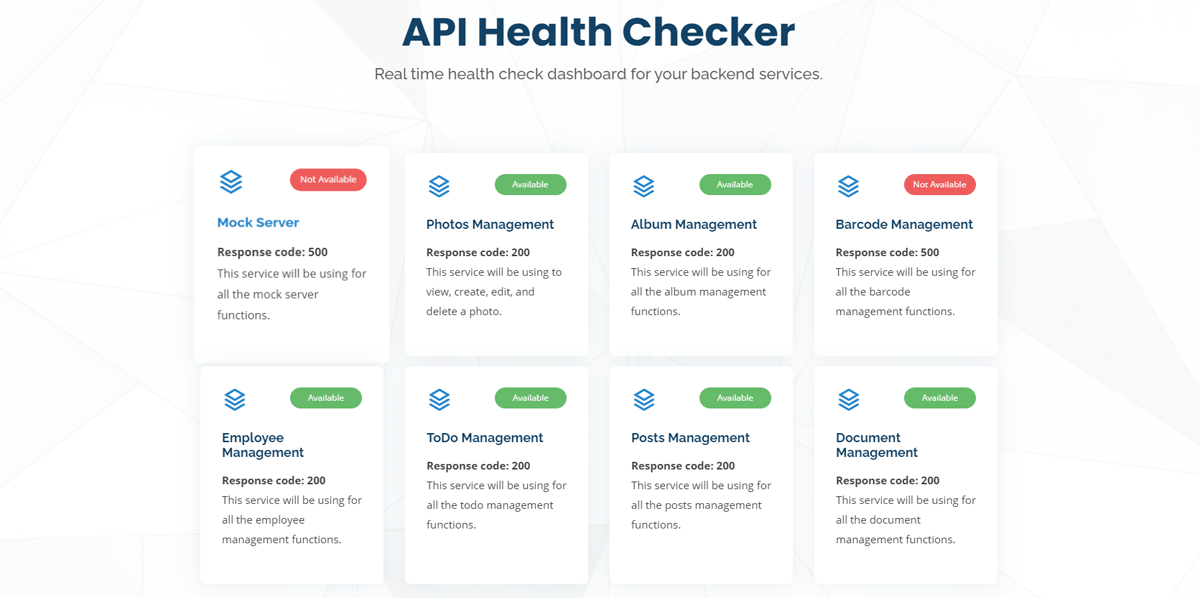 API Health Checker
Real time health check dashboard for your backend services.
Not Available
Mock Server
Response code: 500
This service will be using for
all the mock server
functions.
Available
Photos Management
Response code: 200
This service will be using to
view, create, edit, and
delete a photo.
Available
Album Management
Response code: 200
This service will be using for
all the album management
functions.
Not Available
Barcode Management
Response code: 500
This service will be using for
all the barcode
management functions.
Available
Employee
Management
Response code: 200
This service will be using for
all the employee
management functions.
Available
ToDo Management
Response code: 200
This service will be using for
all the todo management
functions.
Available
Posts Management
Response code: 200
This service will be using for
all the posts management
functions.
Available
Document
Management
Response code: 200
This service will be using for
all the document
management functions.